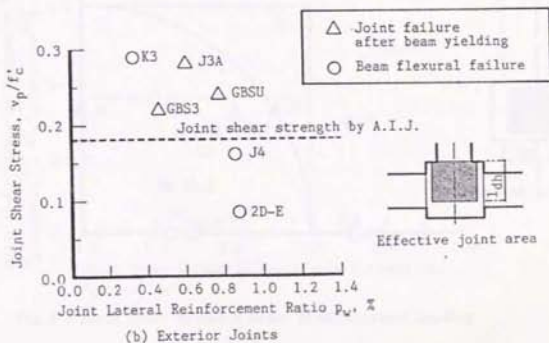 △ Joint failure
after beam yielding
○ Beam flexural failure
Joint Shear Stress, vp/f'c
0.3
0.2
0.1
0.0
K3
J3A
GBSU
GBS3
Joint shear strength by A.I.J.
J4
2D-E
ldh
Effective joint area
0.0 0.2 0.4 0.6 0.8 1.0 1.2 1.4
Joint Lateral Reinforcement Ratio pw, %
(b) Exterior Joints